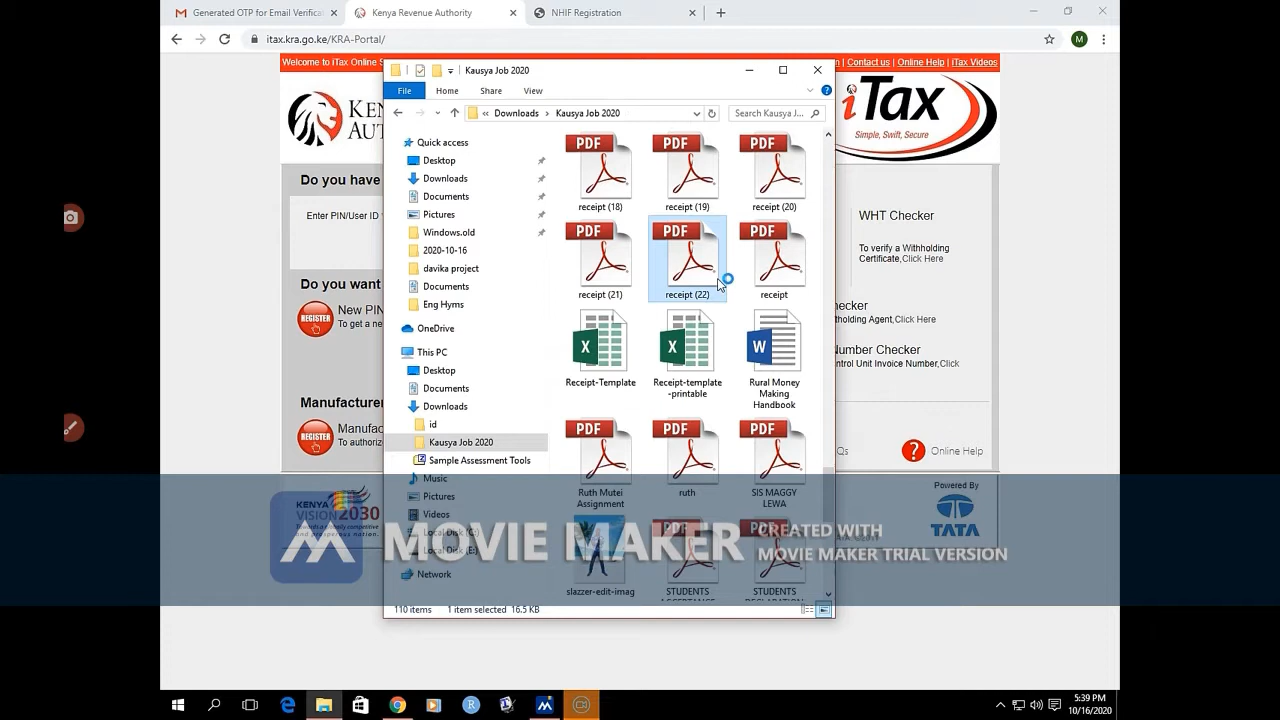 Generated OTP for Email Verificat
Kenya Revenue Authority
NHIF Registration
itax.kra.go.ke/KRA-Portal/
M
Welcome to iTax Online S
Contact us
Online Help
iTax Videos
KEN
AU
iTax
Simple, Swift, Secure
Do you have
Enter PIN/User ID
Do you want
REGISTER
New PIN
To get a ne
Manufacturer
REGISTER
Manufac
To authoriz
WHT Checker
To verify a Withholding
Certificate,Click Here
hecker
tholding Agent,Click Here
Number Checker
ntrol Unit Invoice Number,Click
Qs
Online Help
KENYA
VISION 2030
Powered By
TATA
Kausya Job 2020
File
Home
Share
View
« Downloads › Kausya Job 2020
Search Kausya J...
Quick access
Desktop
Downloads
Documents
Pictures
Windows.old
2020-10-16
davika project
Documents
Eng Hyms
OneDrive
This PC
Desktop
Documents
Downloads
id
Kausya Job 2020
Sample Assessment Tools
Music
Pictures
Videos
Local Disk (C:)
Local Disk (E:)
Network
PDF
PDF
PDF
receipt (18)
receipt (19)
receipt (20)
PDF
PDF
PDF
receipt (21)
receipt (22)
receipt
X
X
W
Receipt-Template
Receipt-template
-printable
Rural Money
Making
Handbook
PDF
PDF
PDF
Ruth Mutei
Assignment
ruth
SIS MAGGY
LEWA
PDF
PDF
slazzer-edit-imag
STUDENTS
STUDENTS
110 items
1 item selected 16.5 KB
MOVIE MAKER
CREATED WITH
MOVIE MAKER TRIAL VERSION
5:39 PM
10/16/2020